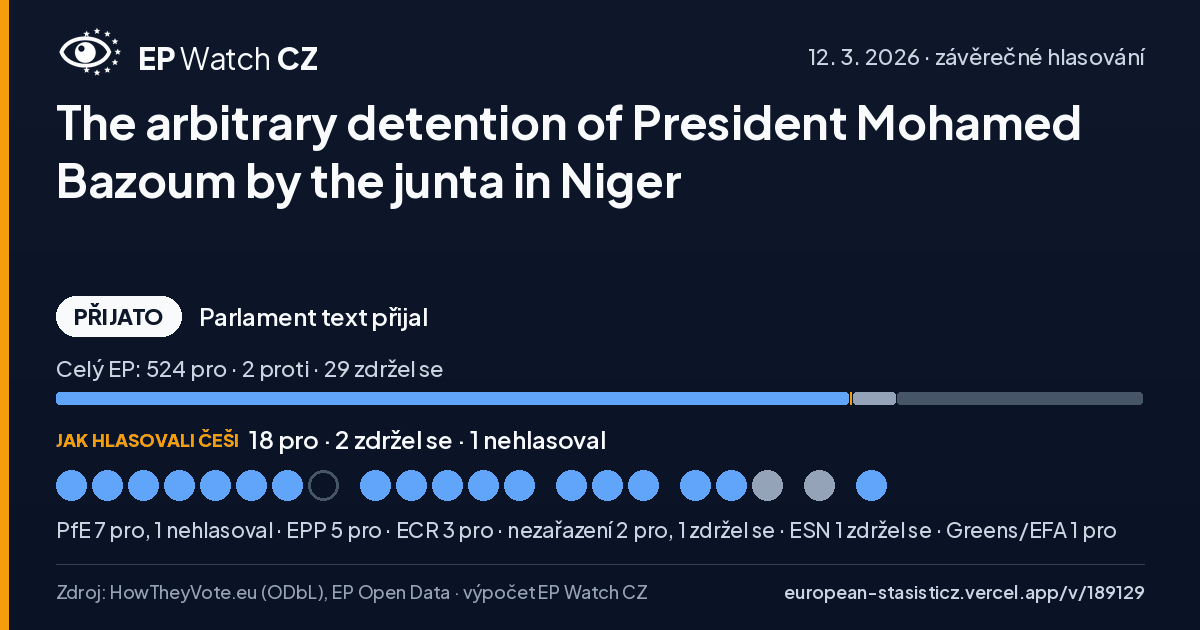 EP Watch CZ
12. 3. 2026 · závěrečné hlasování
The arbitrary detention of President Mohamed
Bazoum by the junta in Niger
PŘIJATO Parlament text přijal
Celý EP: 524 pro · 2 proti · 29 zdržel se
JAK HLASOVALI ČEŠI 18 pro · 2 zdržel se · 1 nehlasoval
PfE 7 pro, 1 nehlasoval · EPP 5 pro · ECR 3 pro · nezařazení 2 pro, 1 zdržel se · ESN 1 zdržel se · Greens/EFA 1 pro
Zdroj: HowTheyVote.eu (ODbL), EP Open Data · výpočet EP Watch CZ
european-stasisticz.vercel.app/v/189129